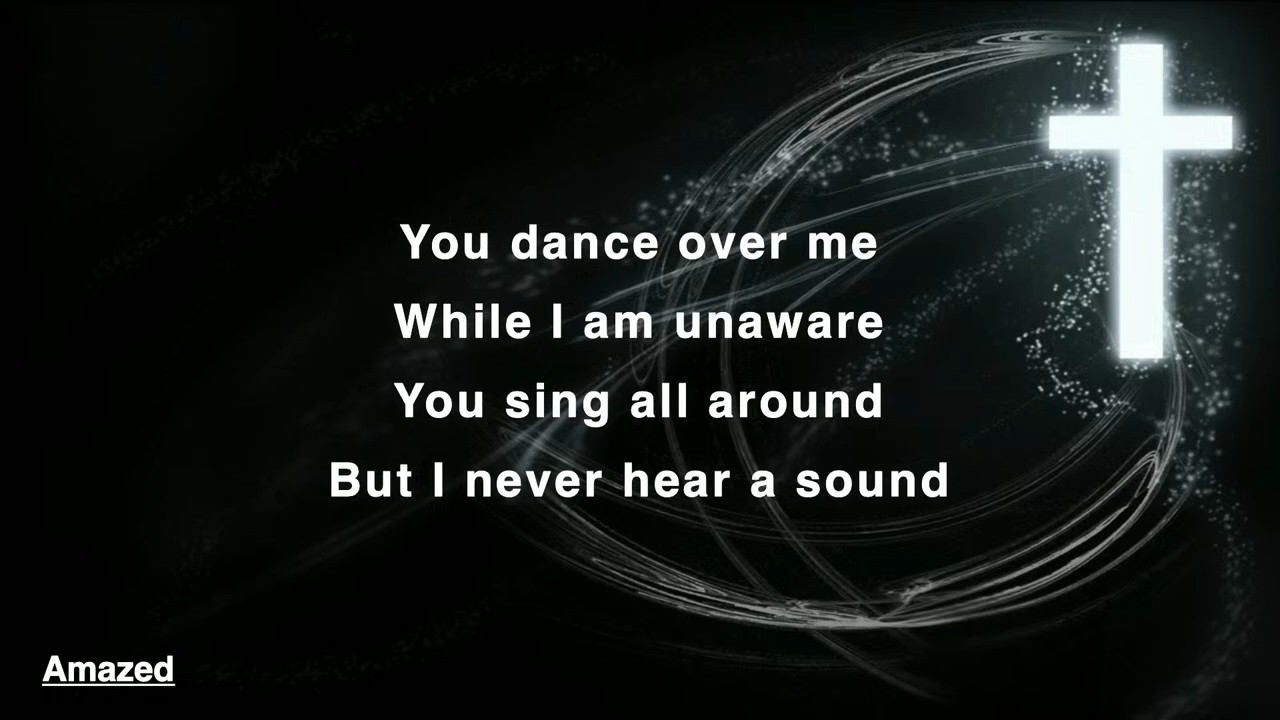 You dance over me
While I am unaware
You sing all around
But I never hear a sound
Amazed